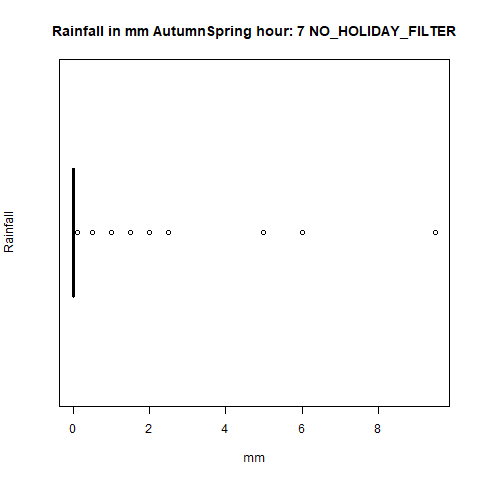 Rainfall in mm AutumnSpring hour: 7 NO_HOLIDAY_FILTER
Rainfall
0 2 4 6 8
mm